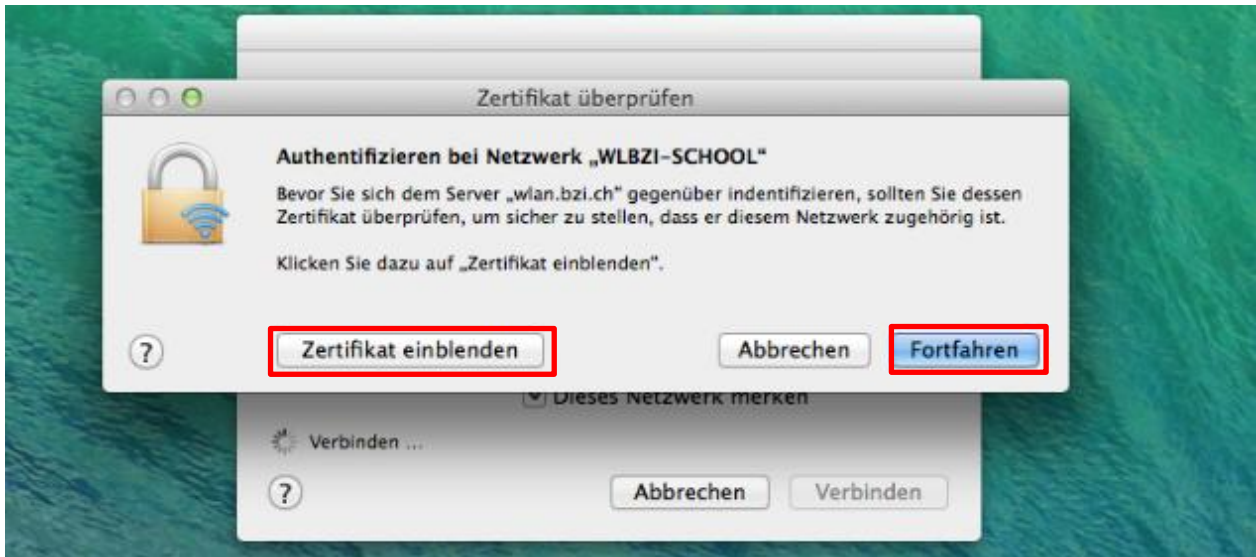 Zertifikat überprüfen
Authentifizieren bei Netzwerk „WLBZI-SCHOOL"
Bevor Sie sich dem Server „wlan.bzi.ch" gegenüber indentifizieren, sollten Sie dessen
Zertifikat überprüfen, um sicher zu stellen, dass er diesem Netzwerk zugehörig ist.
Klicken Sie dazu auf „Zertifikat einblenden".
? Zertifikat einblenden Abbrechen Fortfahren
Dieses Netzwerk merken
Verbinden ...
? Abbrechen Verbinden